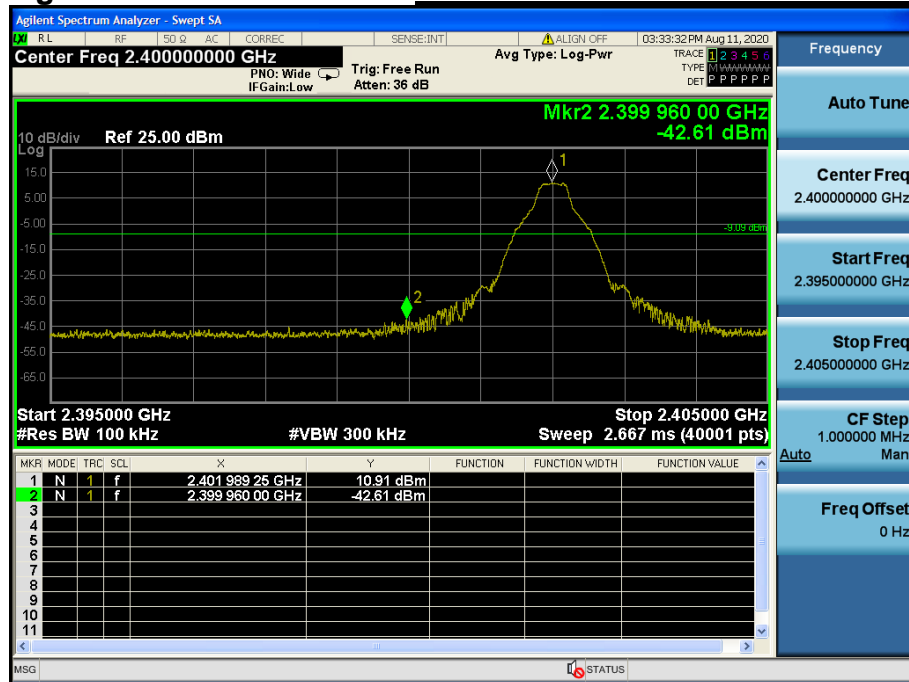 Agilent Spectrum Analyzer - Swept SA
LXI RL RF 50 Ω AC CORREC SENSE:INT ALIGN OFF 03:33:32 PM Aug 11, 2020
Center Freq 2.400000000 GHz
PNO: Wide
IFGain:Low
Trig: Free Run
Atten: 36 dB
Avg Type: Log-Pwr
TRACE 1 2 3 4 5 6
TYPE M WWWWW
DET P P P P P P
Mkr2 2.399 960 00 GHz
-42.61 dBm
10 dB/div Ref 25.00 dBm
Log
15.0
5.00
-5.00
-15.0
-25.0
-35.0
-45.0
-55.0
-65.0
1
2
-9.09 dBm
Start 2.395000 GHz Stop 2.405000 GHz
#Res BW 100 kHz #VBW 300 kHz Sweep 2.667 ms (40001 pts)
MKR MODE TRC SCL X Y FUNCTION FUNCTION WIDTH FUNCTION VALUE
1 N 1 f 2.401 989 25 GHz 10.91 dBm
2 N 1 f 2.399 960 00 GHz -42.61 dBm
3
4
5
6
7
8
9
10
11
MSG STATUS
Frequency
Auto Tune
Center Freq
2.400000000 GHz
Start Freq
2.395000000 GHz
Stop Freq
2.405000000 GHz
CF Step
1.000000 MHz
Auto Man
Freq Offset
0 Hz